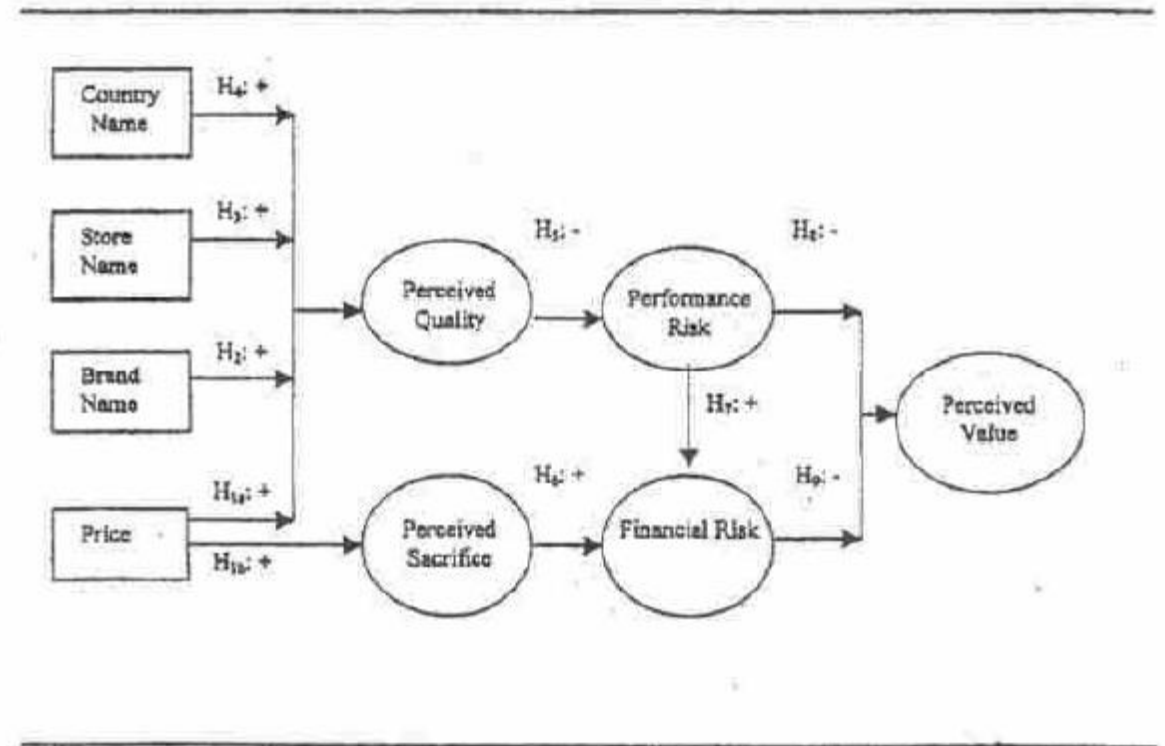 Country
Name
H₄: +
Store
Name
H₃: +
Brand
Name
H₂: +
Price
H₁ₐ: +
H₁ᵦ: +
Perceived
Quality
H₅: -
Performance
Risk
H₈: -
H₇: +
Perceived
Sacrifice
H₆: +
Financial Risk
H₉: -
Perceived
Value